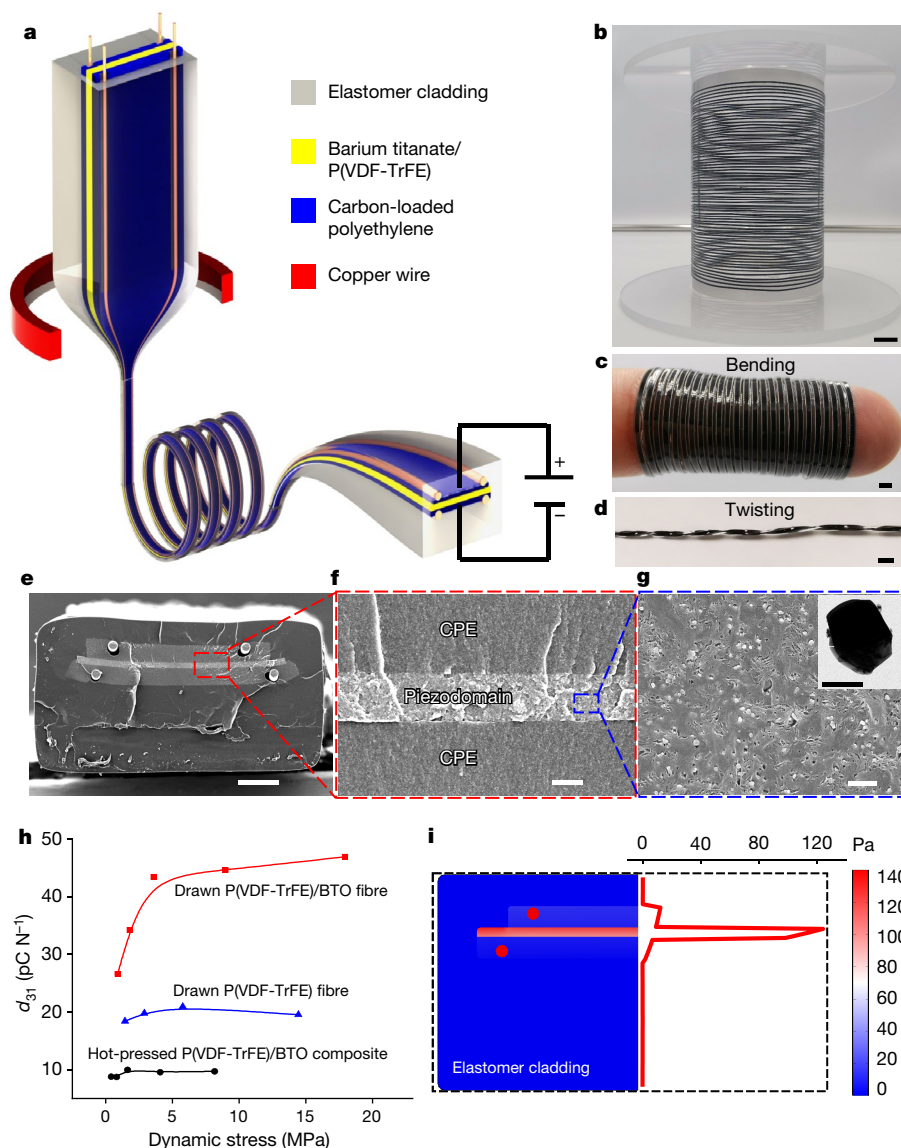 a
Elastomer cladding
Barium titanate/
P(VDF-TrFE)
Carbon-loaded
polyethylene
Copper wire
+
−
b
c
Bending
d
Twisting
e
f
CPE
Piezodomain
CPE
g
h
50
40
30
20
10
d31 (pC N−1)
Drawn P(VDF-TrFE)/BTO fibre
Drawn P(VDF-TrFE) fibre
Hot-pressed P(VDF-TrFE)/BTO composite
0 5 10 15 20
Dynamic stress (MPa)
i
0 40 80 120
Pa
140
120
100
80
60
40
20
0
Elastomer cladding